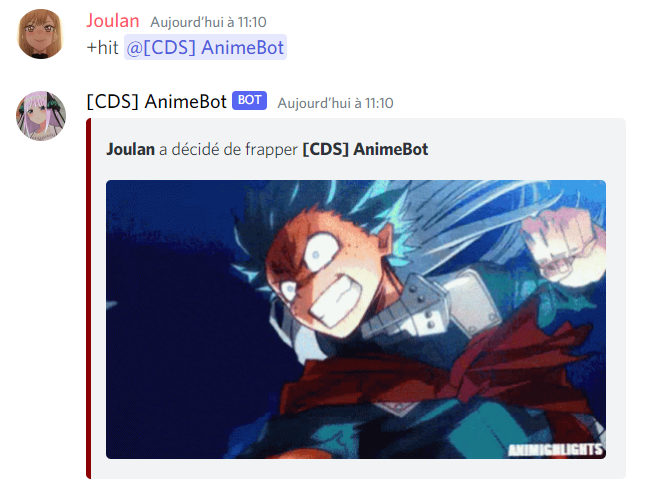 Joulan Aujourd'hui à 11:10
+hit @[CDS] AnimeBot
[CDS] AnimeBot BOT Aujourd'hui à 11:10
Joulan a décidé de frapper [CDS] AnimeBot
ANIMIGHLIGHTS